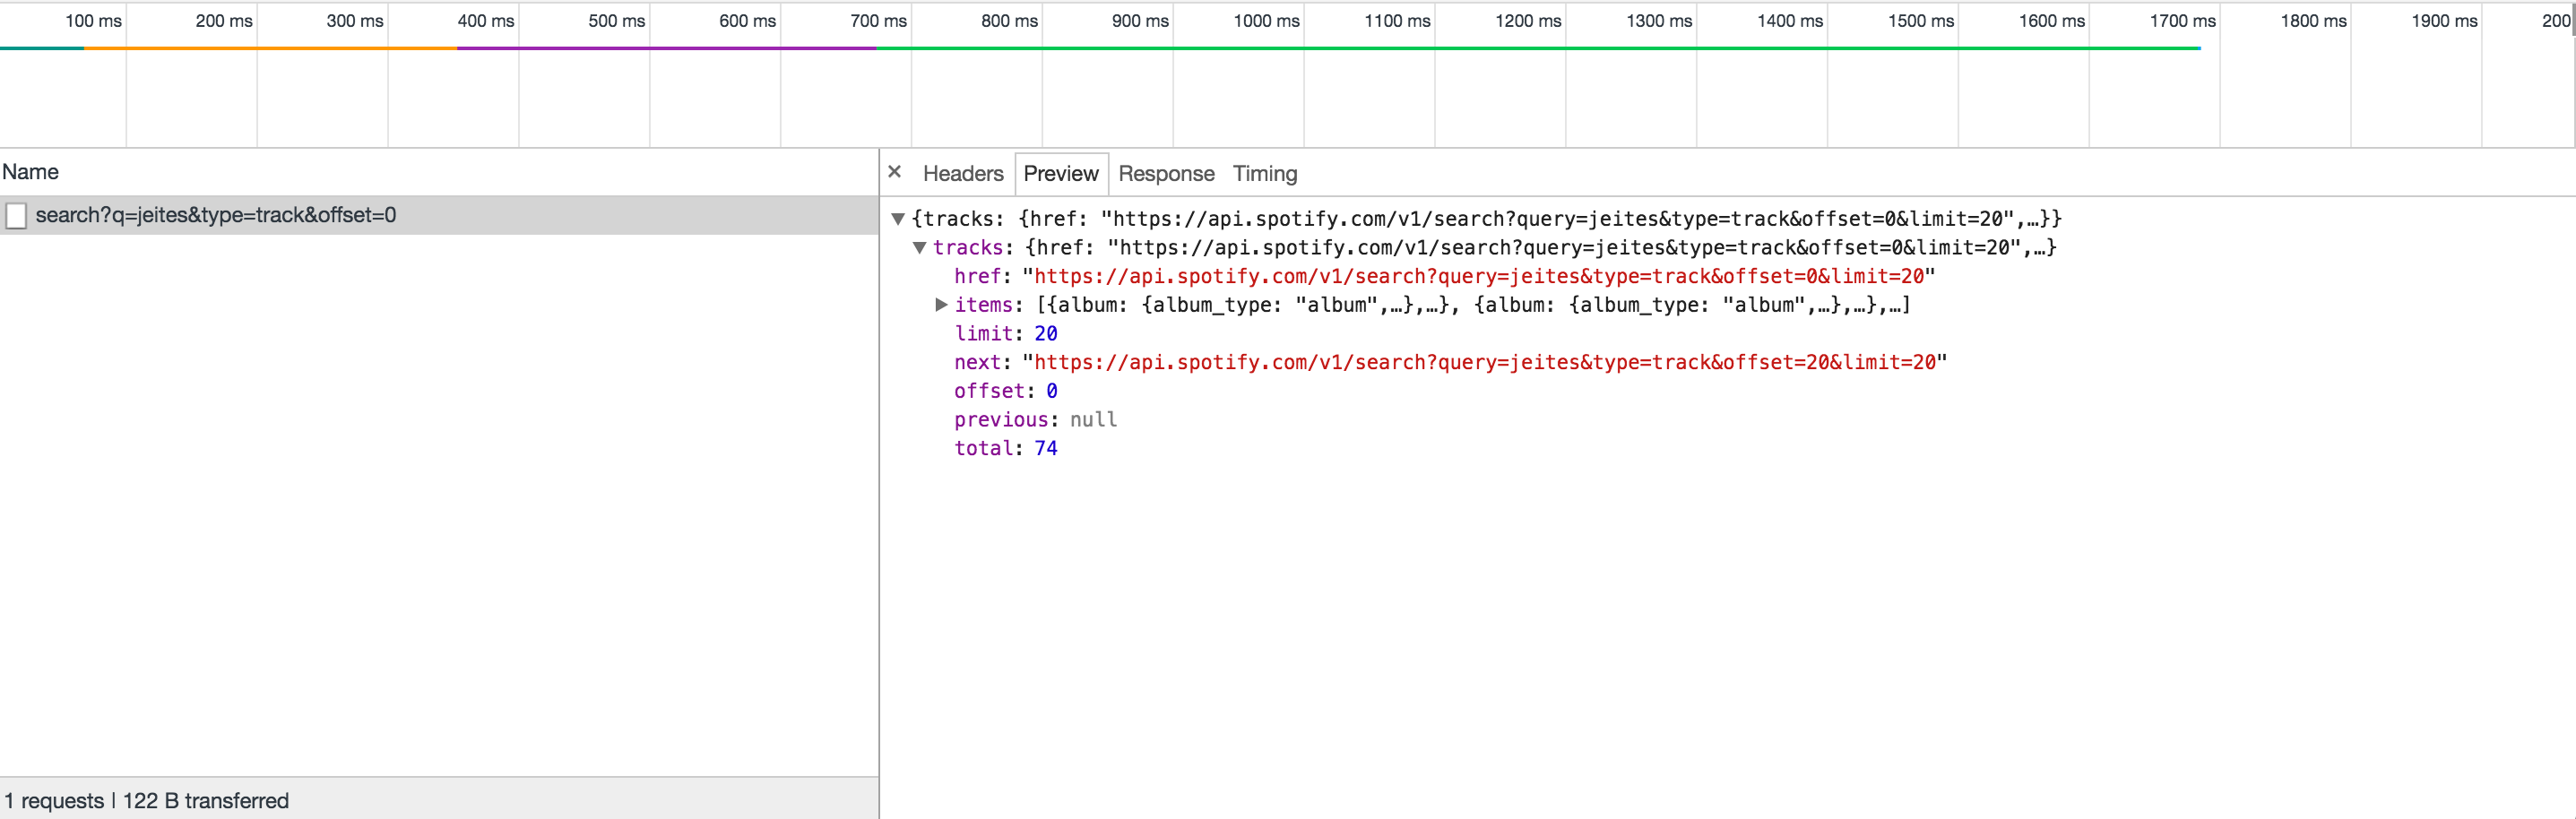 100 ms 200 ms 300 ms 400 ms 500 ms 600 ms 700 ms 800 ms 900 ms 1000 ms 1100 ms 1200 ms 1300 ms 1400 ms 1500 ms 1600 ms 1700 ms 1800 ms 1900 ms 200
Name
× Headers Preview Response Timing
search?q=jeites&type=track&offset=0
▼{tracks: {href: "https://api.spotify.com/v1/search?query=jeites&type=track&offset=0&limit=20",…}}
▼tracks: {href: "https://api.spotify.com/v1/search?query=jeites&type=track&offset=0&limit=20",…}
href: "https://api.spotify.com/v1/search?query=jeites&type=track&offset=0&limit=20"
▶items: [{album: {album_type: "album",…},…}, {album: {album_type: "album",…},…},…]
limit: 20
next: "https://api.spotify.com/v1/search?query=jeites&type=track&offset=20&limit=20"
offset: 0
previous: null
total: 74
1 requests | 122 B transferred